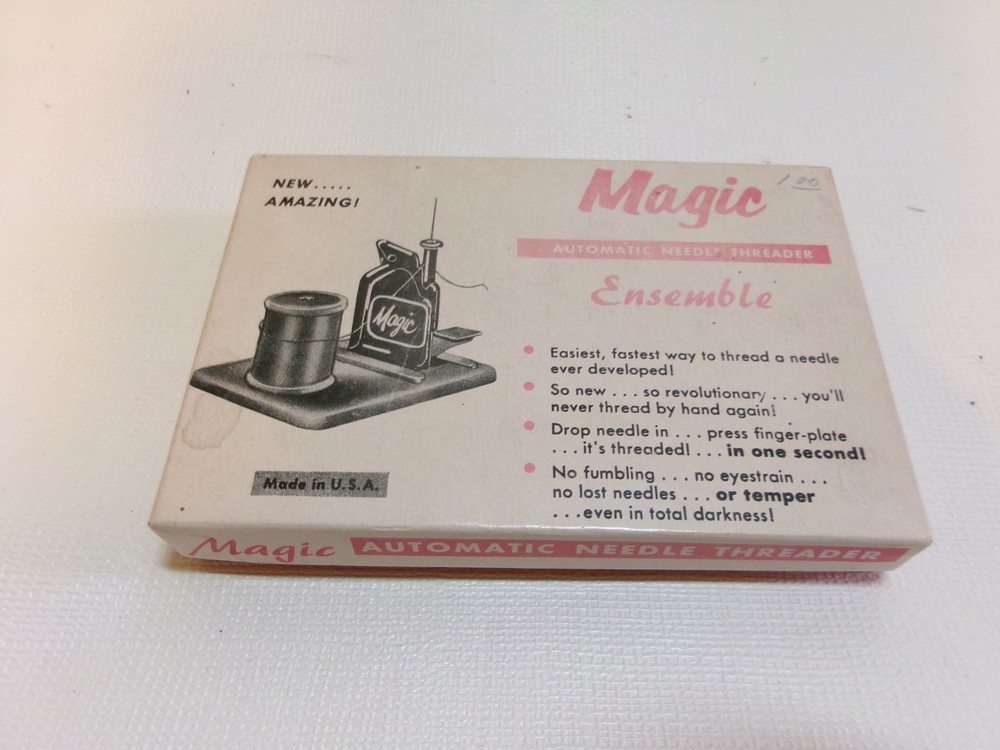 NEW.....
AMAZING!
Magic
Made in U.S.A.
Magic
1.00
AUTOMATIC NEEDLE THREADER
Ensemble
• Easiest, fastest way to thread a needle
ever developed!
• So new . . . so revolutionary . . . you'll
never thread by hand again!
• Drop needle in . . . press finger-plate
. . . it's threaded! . . . in one second!
• No fumbling . . . no eyestrain . . .
no lost needles . . . or temper
. . . even in total darkness!
Magic AUTOMATIC NEEDLE THREADER